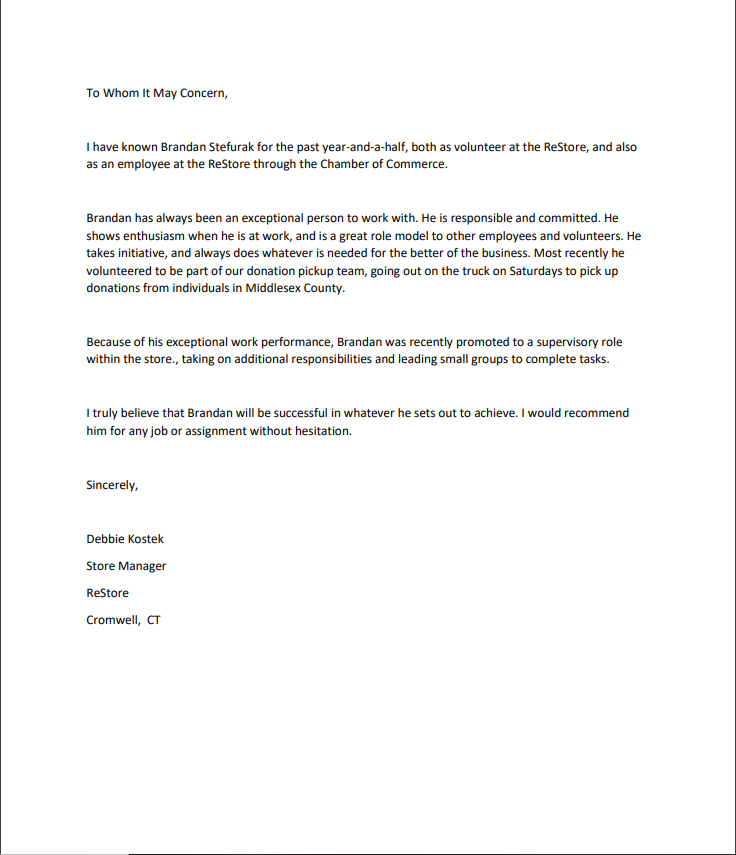 To Whom It May Concern,
I have known Brandan Stefurak for the past year-and-a-half, both as volunteer at the ReStore, and also
as an employee at the ReStore through the Chamber of Commerce.
Brandan has always been an exceptional person to work with. He is responsible and committed. He
shows enthusiasm when he is at work, and is a great role model to other employees and volunteers. He
takes initiative, and always does whatever is needed for the better of the business. Most recently he
volunteered to be part of our donation pickup team, going out on the truck on Saturdays to pick up
donations from individuals in Middlesex County.
Because of his exceptional work performance, Brandan was recently promoted to a supervisory role
within the store., taking on additional responsibilities and leading small groups to complete tasks.
I truly believe that Brandan will be successful in whatever he sets out to achieve. I would recommend
him for any job or assignment without hesitation.
Sincerely,
Debbie Kostek
Store Manager
ReStore
Cromwell,  CT